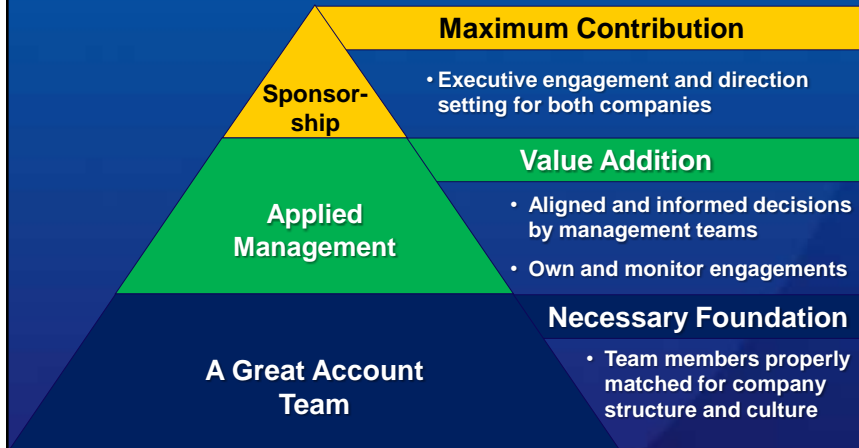 Maximum Contribution
Sponsor-
ship
• Executive engagement and direction
setting for both companies
Value Addition
Applied
Management
• Aligned and informed decisions
by management teams
• Own and monitor engagements
Necessary Foundation
A Great Account
Team
• Team members properly
matched for company
structure and culture